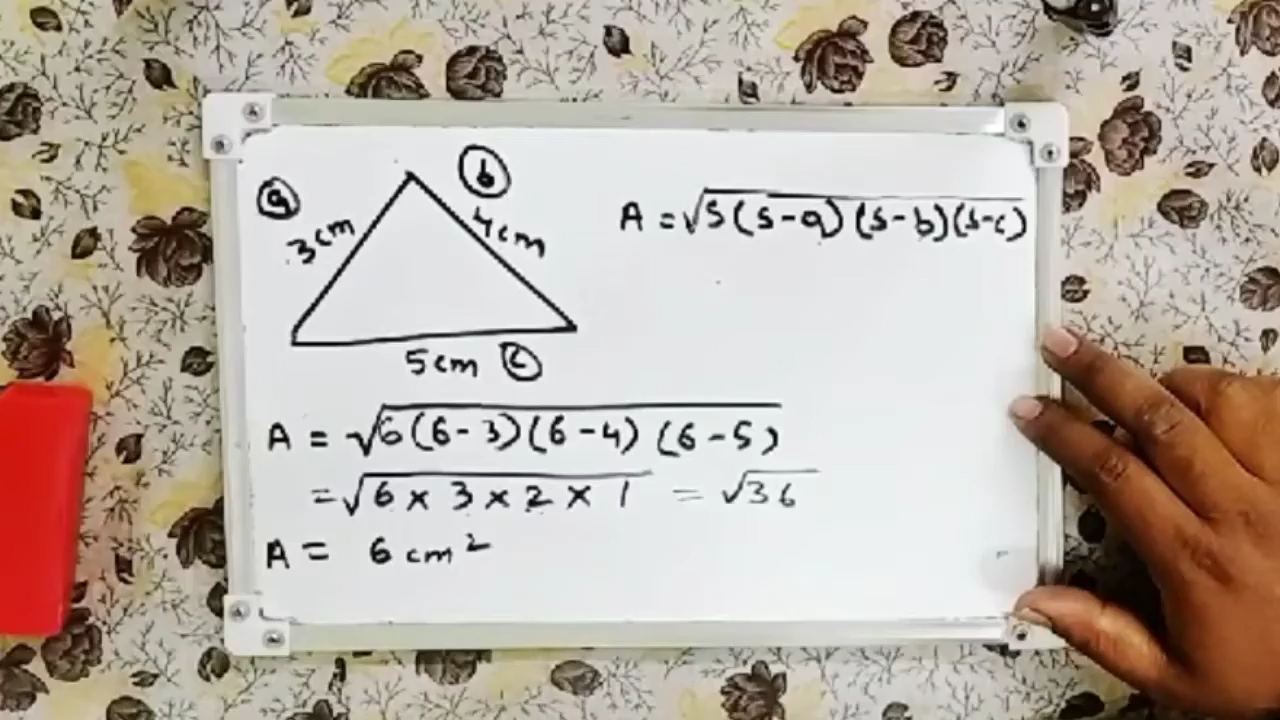 ⓐ
ⓑ
3cm
4cm
A = √s(s-a)(s-b)(s-c)
5cm ⓒ
A = √6(6-3)(6-4)(6-5)
= √6 × 3 × 2 × 1 = √36
A = 6 cm²